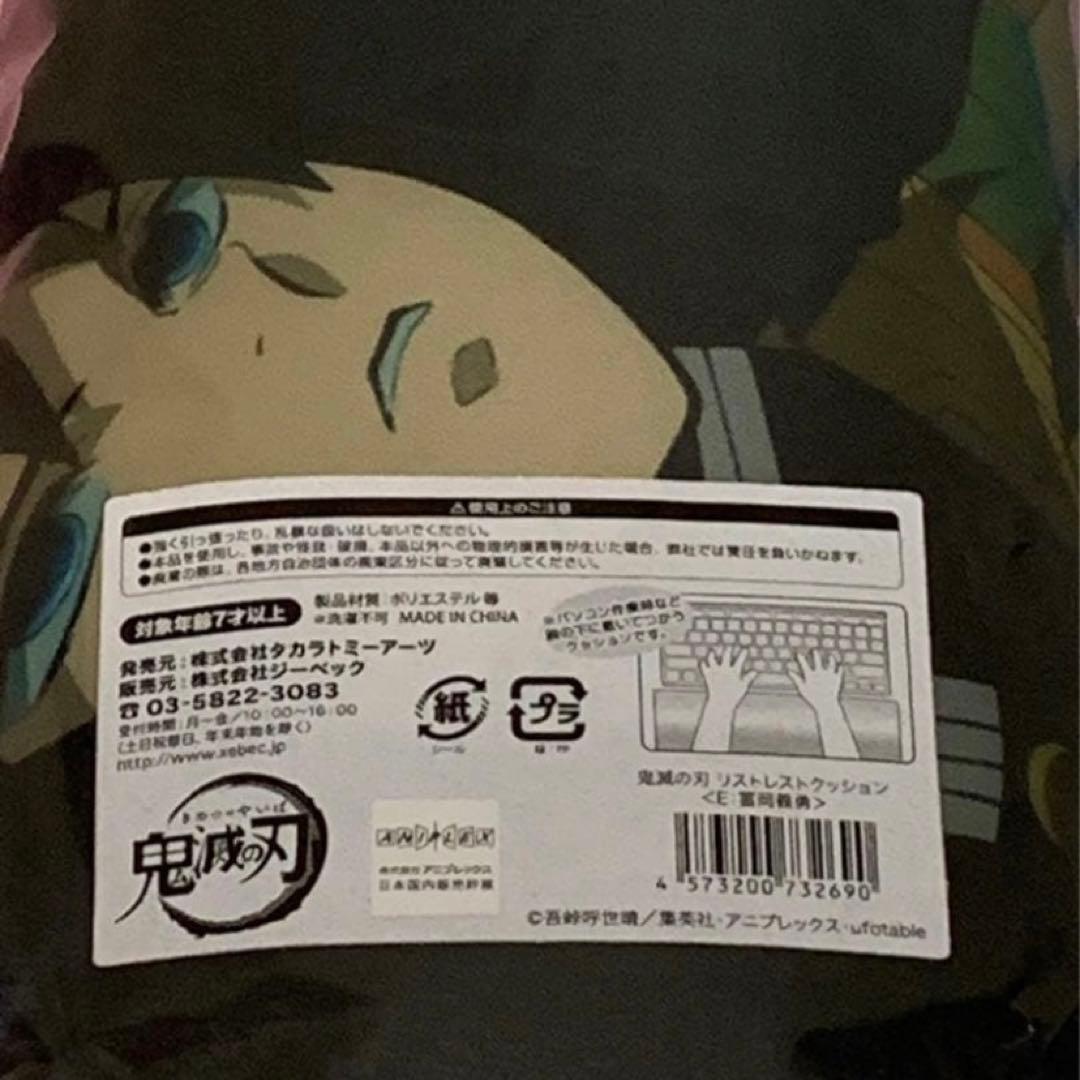 ⚠使用上のご注意
●強く引っ張ったり、乱暴な扱いはしないでください。
●本品を使用し、事故や怪我・破損、本品以外への物理的損害等が生じた場合、弊社では責任を負いかねます。
●廃棄の際は、各地方自治団体の廃棄区分に従って廃棄してください。
対象年齢7才以上
製品材質:ポリエステル等
※洗濯不可 MADE IN CHINA
発売元:株式会社タカラトミーアーツ
販売元:株式会社ジーベック
☎03-5822-3083
受付時間:月〜金/10:00〜16:00
(土日祝祭日、年末年始を除く)
http://www.xebec.jp
紙
シール
プラ
袋:PP
※パソコン作業時など
腕の下に敷いてつかう
クッションです。
鬼滅の刃 リストレストクッション
<E:冨岡義勇>
4 573200 732690
きめつのやいば
鬼滅の刃
ANIPLEX
株式会社 アニプレックス
日本国内販売許諾
©吾峠呼世晴/集英社・アニプレックス・ufotable